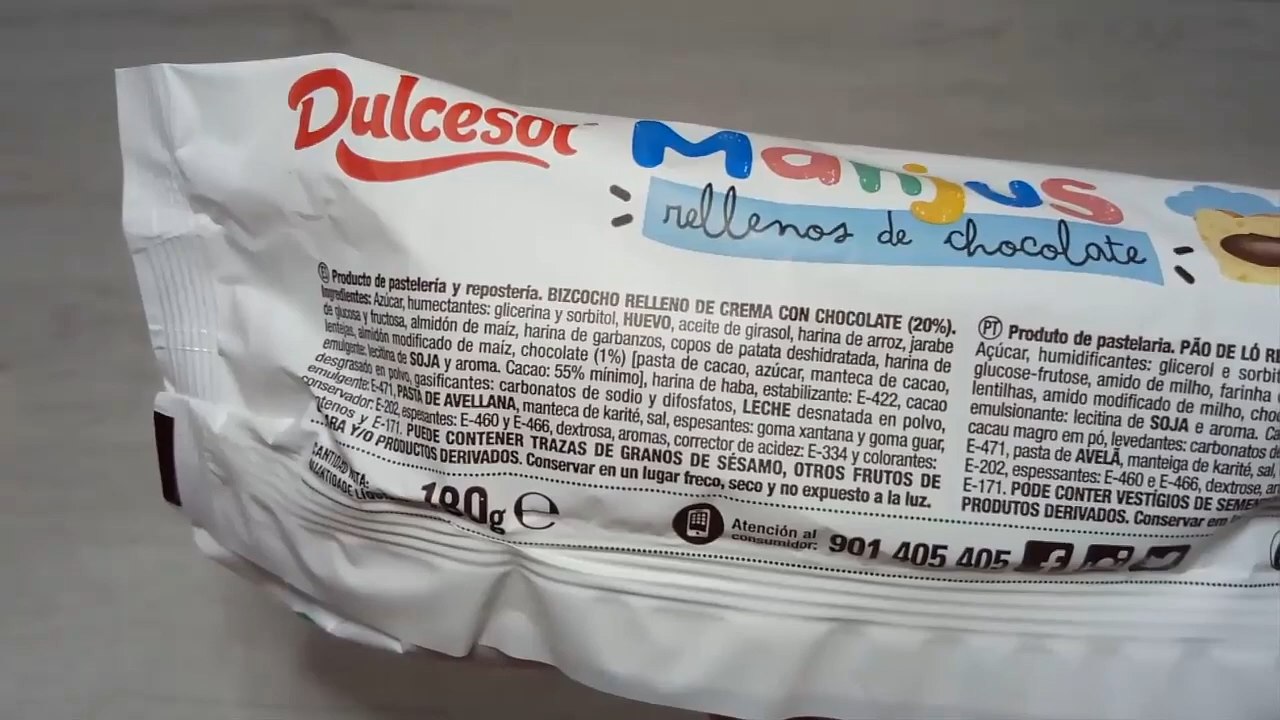 Dulcesol
Manjus
rellenos de chocolate
E Producto de pastelería y repostería. BIZCOCHO RELLENO DE CREMA CON CHOCOLATE (20%).
Ingredientes: Azúcar, humectantes: glicerina y sorbitol, HUEVO, aceite de girasol, harina de arroz, jarabe
de glucosa y fructosa, almidón de maíz, harina de garbanzos, copos de patata deshidratada, harina de
lentejas, almidón modificado de maíz, chocolate (1%) [pasta de cacao, azúcar, manteca de cacao,
emulgente: lecitina de SOJA y aroma. Cacao: 55% mínimo], harina de haba, estabilizante: E-422, cacao
desgrasado en polvo, gasificantes: carbonatos de sodio y difosfatos, LECHE desnatada en polvo,
emulgente: E-471, PASTA DE AVELLANA, manteca de karité, sal, espesantes: goma xantana y goma guar,
conservador: E-202, espesantes: E-460 y E-466, dextrosa, aromas, corrector de acidez: E-334 y colorantes:
y E-171. PUEDE CONTENER TRAZAS DE GRANOS DE SÉSAMO, OTROS FRUTOS DE
Y/O PRODUCTOS DERIVADOS. Conservar en un lugar freco, seco y no expuesto a la luz.
CANTIDAD NETA:
180g e
Atención al
consumidor: 901 405 405
PT Produto de pastelaria. PÃO DE LÓ
Açúcar, humidificantes: glicerol e
glucose-frutose, amido de milho, farinha
lentilhas, amido modificado de milho,
emulsionante: lecitina de SOJA e aroma.
cacau magro em pó, levedantes: carbonatos
E-471, pasta de AVELÃ, manteiga de karité, sal,
E-202, espessantes: E-460 e E-466, dextrose,
E-171. PODE CONTER VESTÍGIOS DE
PRODUTOS DERIVADOS. Conservar em